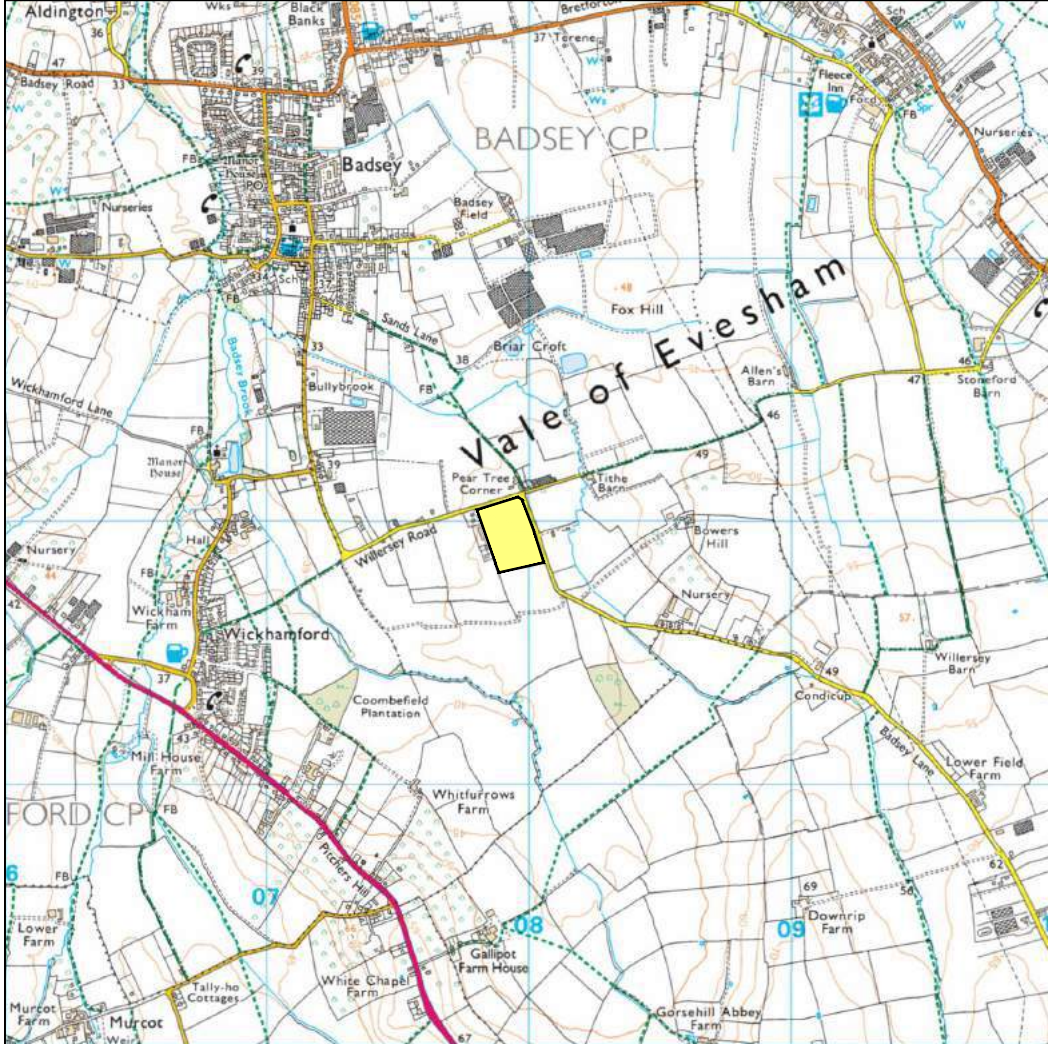 Aldington
Wks
Black
Banks
B4035
Bretforton
37 Terene
Sch
36
47
Badsey Road
33
39
W
Ws
Fleece
Inn
Ford
Spr
FB
BADSEY CP
Nurseries
FB
Manor
House
PO
Badsey
Nurseries
Badsey
Field
Sch
37
FB
48
Fox Hill
Sands Lane
33
38
Briar Croft
Vale of Evesham
Badsey Brook
Bullybrook
FB
Allen's
Barn
46
47
46
Stoneford
Barn
Wickhamford Lane
FB
Manor
House
39
Pear Tree
Corner
Tithe
Barn
49
Willersey Road
Hall
Bowers
Hill
Nursery
44
42
FB
Wickham
Farm
Nursery
57
Wickhamford
Willersey
Barn
37
49
Condicup
Coombefield
Plantation
43
Mill House
Farm
Badsey Lane
Lower Field
Farm
Whitfurrows
Farm
FORD CP
FB
Pitchers Hill
62
6
FB
07
08
09
69
Downrip
Farm
56
Lower
Farm
Gallipot
Farm House
White Chapel
Farm
Tally-ho
Cottages
Murcot
Farm
Murcot
Weir
67
Gorsehill Abbey
Farm